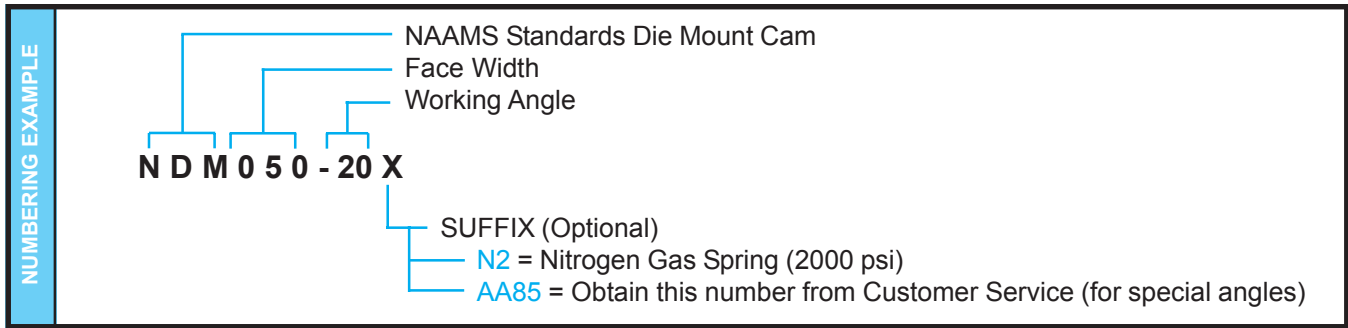 NUMBERING EXAMPLE
NAAMS Standards Die Mount Cam
Face Width
Working Angle
N D M 0 5 0 - 20 X
SUFFIX (Optional)
N2 = Nitrogen Gas Spring (2000 psi)
AA85 = Obtain this number from Customer Service (for special angles)